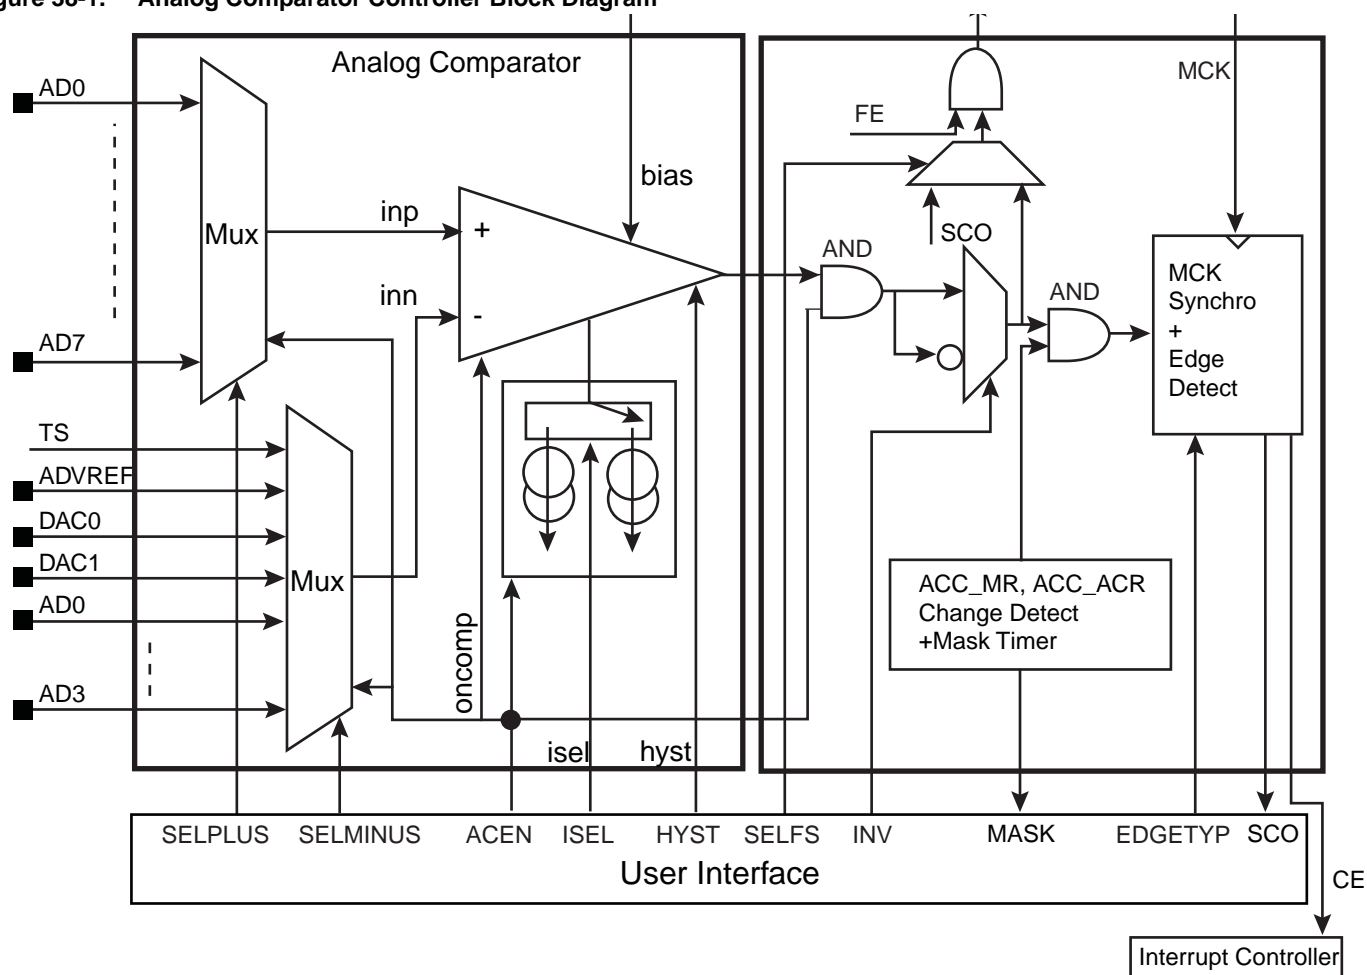 Figure 38-1. Analog Comparator Controller Block Diagram
Analog Comparator
AD0
MCK
FE
bias
inp
+
Mux
SCO
AND
MCK
Synchro
+
Edge
Detect
AND
inn
-
AD7
TS
ADVREF
DAC0
DAC1
Mux
AD0
ACC_MR, ACC_ACR
Change Detect
+Mask Timer
oncomp
AD3
isel
hyst
SELPLUS
SELMINUS
ACEN
ISEL
HYST
SELFS
INV
MASK
EDGETYP
SCO
User Interface
CE
Interrupt Controller